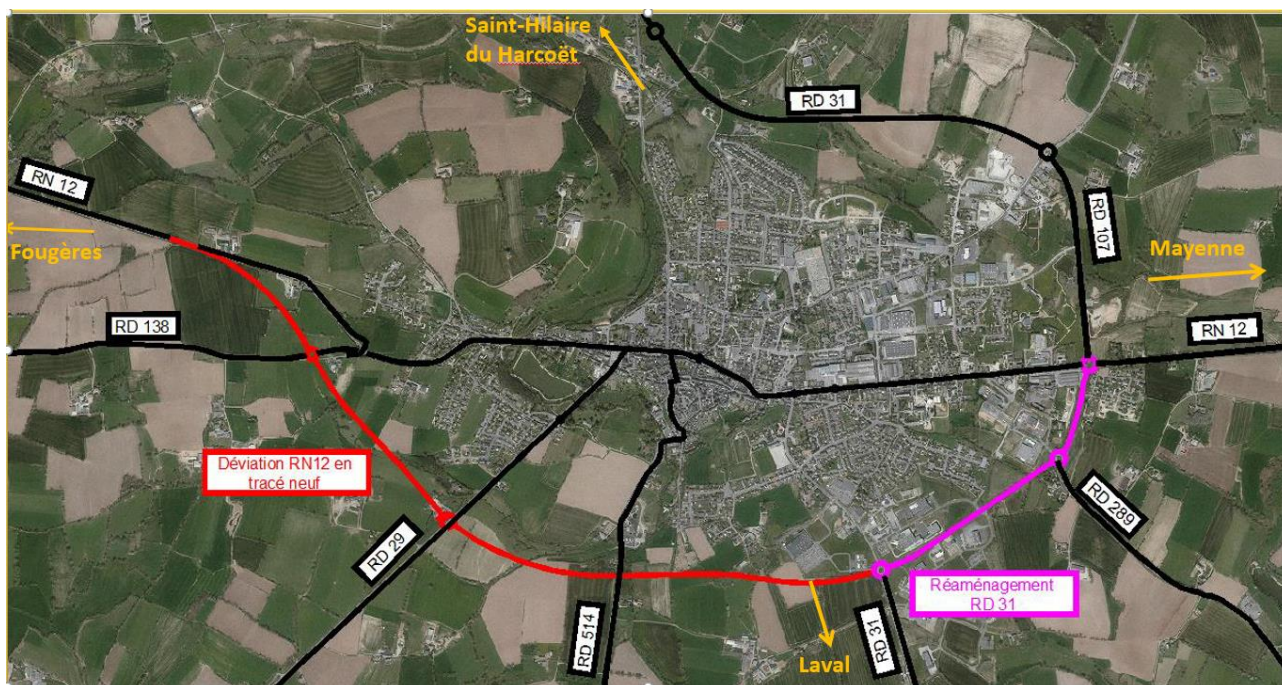 Saint-Hilaire
du Harcoët
RD 31
RN 12
Fougères
RD 107
Mayenne
RD 138
RN 12
Déviation RN12 en
tracé neuf
RD 29
RD 514
RD 289
Réaménagement
RD 31
Laval
RD 31